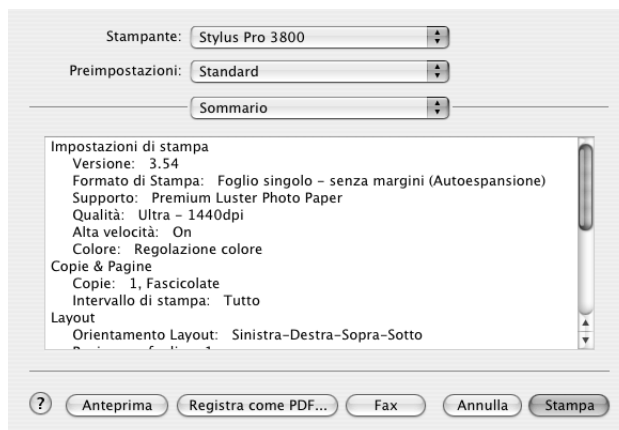 Stampante: Stylus Pro 3800
Preimpostazioni: Standard
Sommario
Impostazioni di stampa
Versione: 3.54
Formato di Stampa: Foglio singolo – senza margini (Autoespansione)
Supporto: Premium Luster Photo Paper
Qualità: Ultra – 1440dpi
Alta velocità: On
Colore: Regolazione colore
Copie & Pagine
Copie: 1, Fascicolate
Intervallo di stampa: Tutto
Layout
Orientamento Layout: Sinistra–Destra–Sopra–Sotto
? Anteprima Registra come PDF... Fax Annulla Stampa